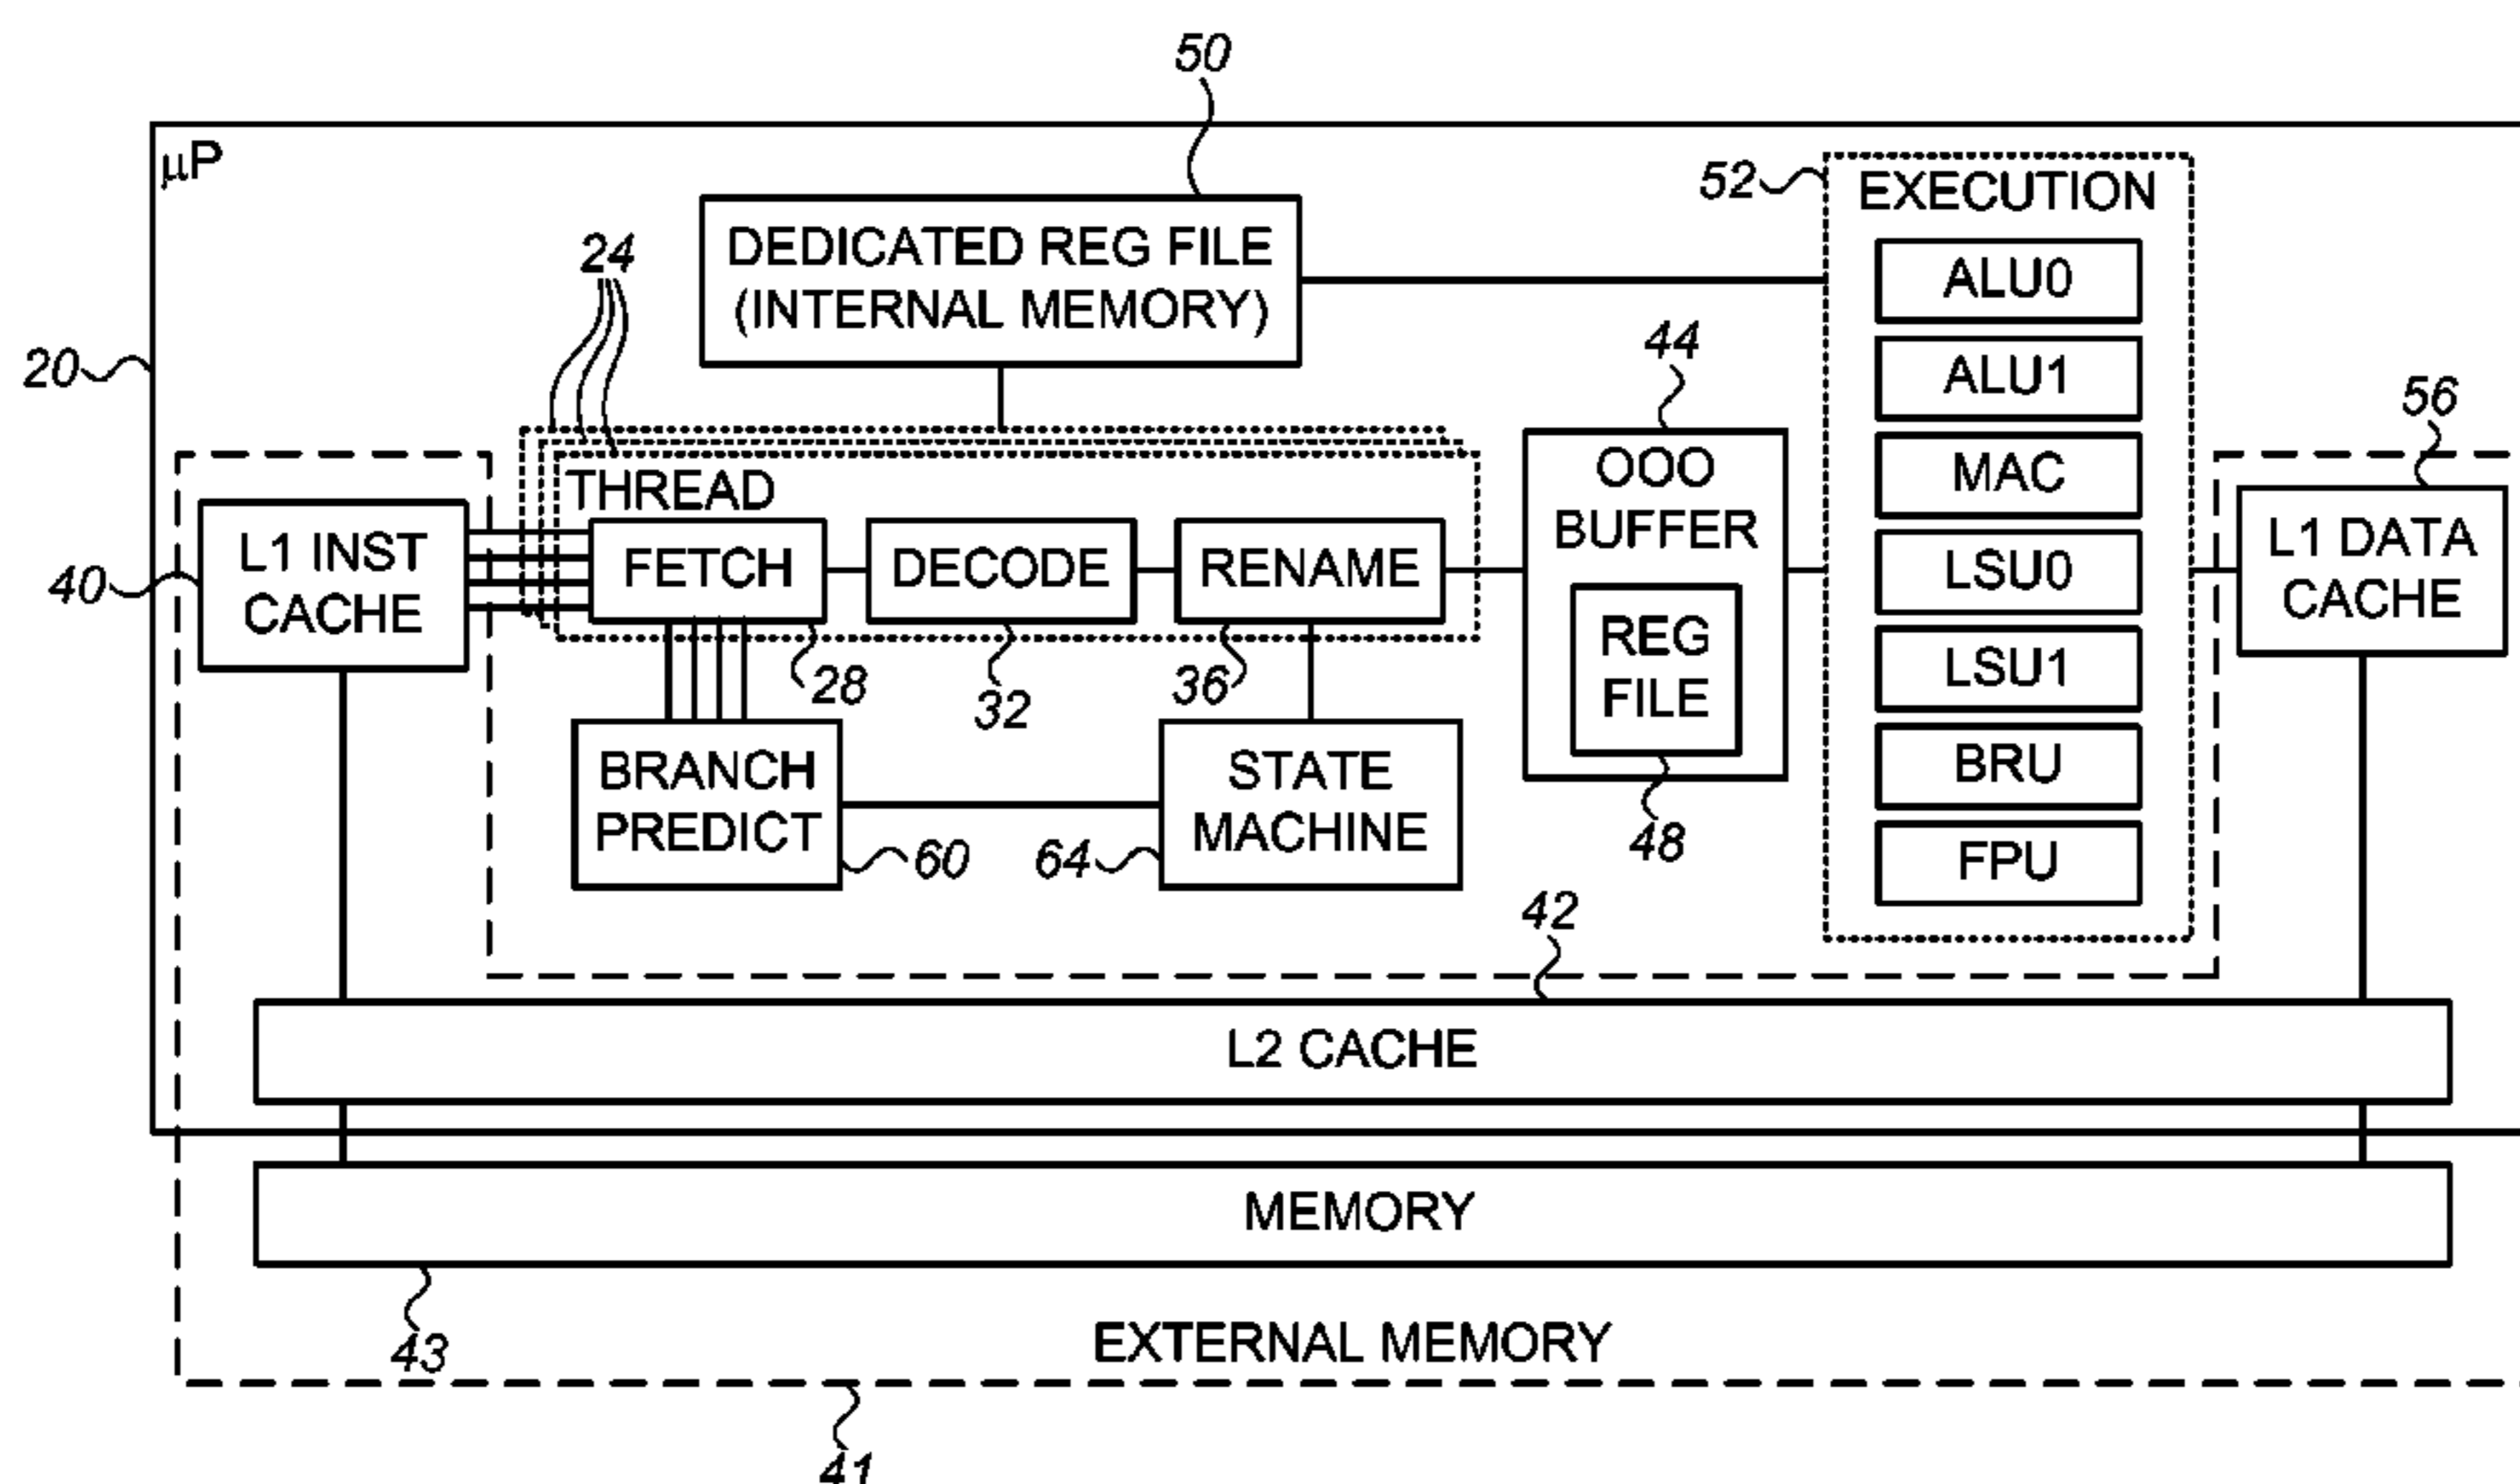 50
µP
52
EXECUTION
DEDICATED REG FILE
(INTERNAL MEMORY)
24
ALU0
20
44
ALU1
56
THREAD
OOO
BUFFER
MAC
40
L1 INST
CACHE
FETCH
DECODE
RENAME
LSU0
L1 DATA
CACHE
REG
FILE
LSU1
28
32
36
BRANCH
PREDICT
STATE
MACHINE
BRU
60
64
48
FPU
42
L2 CACHE
MEMORY
43
EXTERNAL MEMORY
41